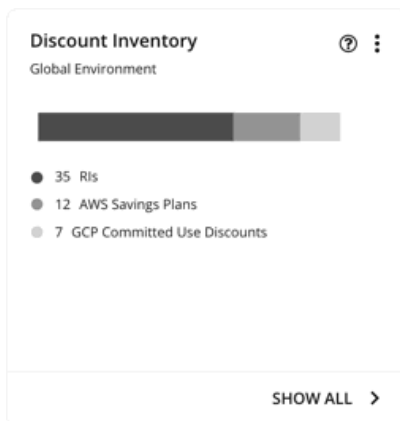 Discount Inventory
Global Environment
35 RIs
12 AWS Savings Plans
7 GCP Committed Use Discounts
SHOW ALL